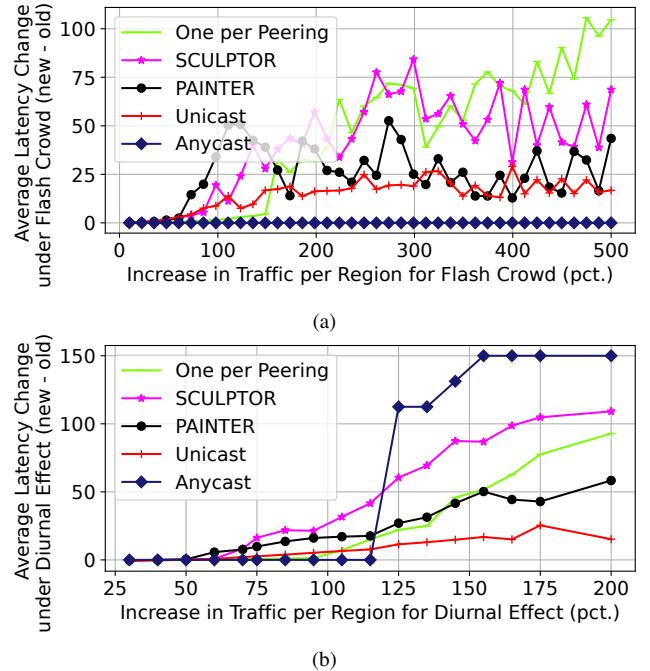 Average Latency Change
under Flash Crowd (new - old)
100
75
50
25
0
One per Peering
SCULPTOR
PAINTER
Unicast
Anycast
0 100 200 300 400 500
Increase in Traffic per Region for Flash Crowd (pct.)
(a)
Average Latency Change
under Diurnal Effect (new - old)
150
100
50
0
One per Peering
SCULPTOR
PAINTER
Unicast
Anycast
25 50 75 100 125 150 175 200
Increase in Traffic per Region for Diurnal Effect (pct.)
(b)